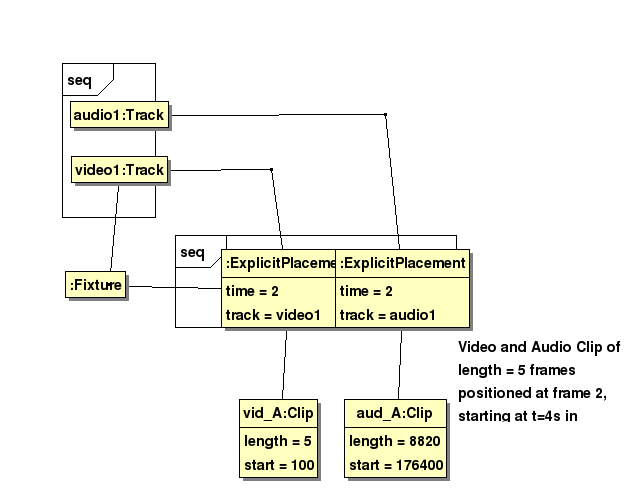 seq
audio1:Track
video1:Track
seq
:ExplicitPlaceme
:ExplicitPlacement
:Fixture
time = 2
time = 2
track = video1
track = audio1
Video and Audio Clip of
length = 5 frames
positioned at frame 2,
starting at t=4s in
vid_A:Clip
aud_A:Clip
length = 5
length = 8820
start = 100
start = 176400